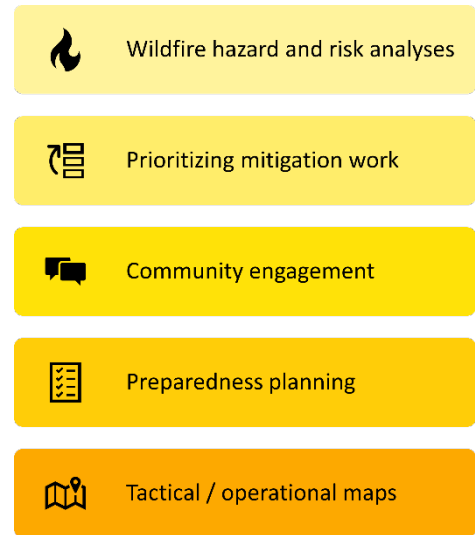 Wildfire hazard and risk analyses
Prioritizing mitigation work
Community engagement
Preparedness planning
Tactical / operational maps